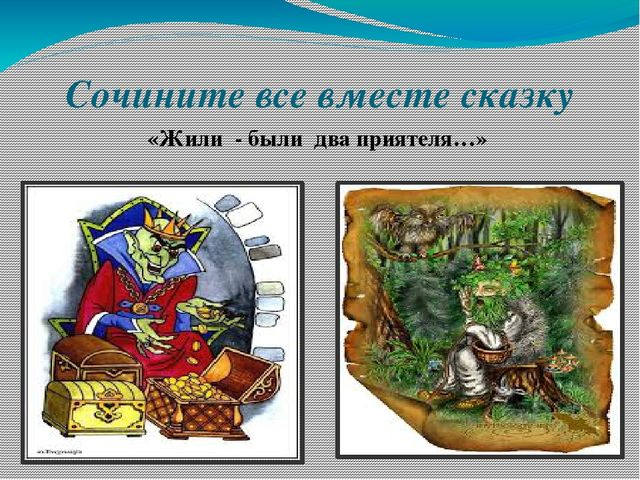 Сочините все вместе сказку
«Жили - были два приятеля…»